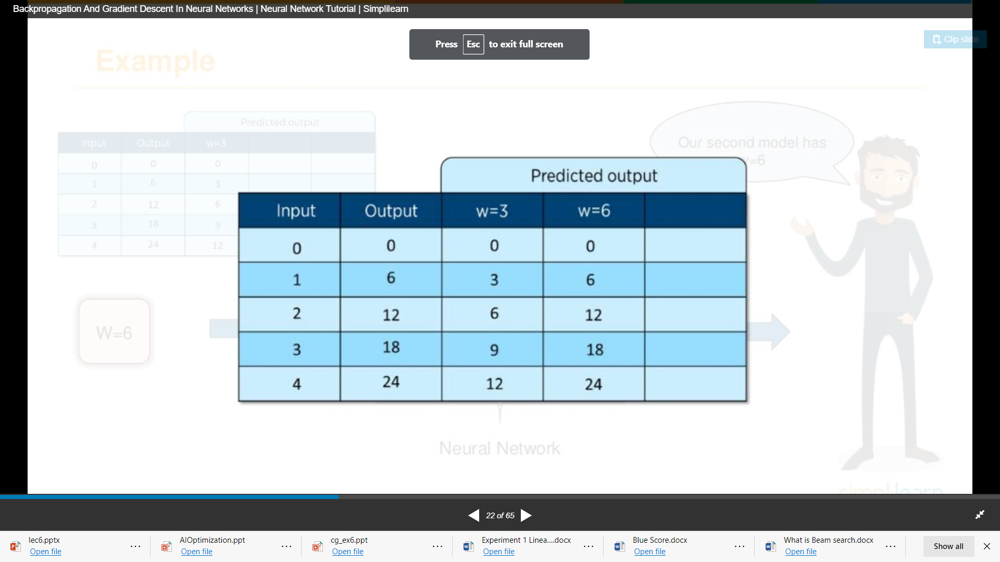 Backpropagation And Gradient Descent In Neural Networks | Neural Network Tutorial | Simplilearn
Press Esc to exit full screen
Clip slide
Example
Predicted output
Input Output w=3
0 0 0
1 6 3
2 12 6
3 18 9
4 24 12
Our second model has
=6
Predicted output
Input Output w=3 w=6
0 0 0 0
1 6 3 6
2 12 6 12
3 18 9 18
4 24 12 24
W=6
Neural Network
simplilearn
22 of 65
lec6.pptx
Open file
AIOptimization.ppt
Open file
cg_ex6.ppt
Open file
Experiment 1 Linea....docx
Open file
Blue Score.docx
Open file
What is Beam search.docx
Open file
Show all